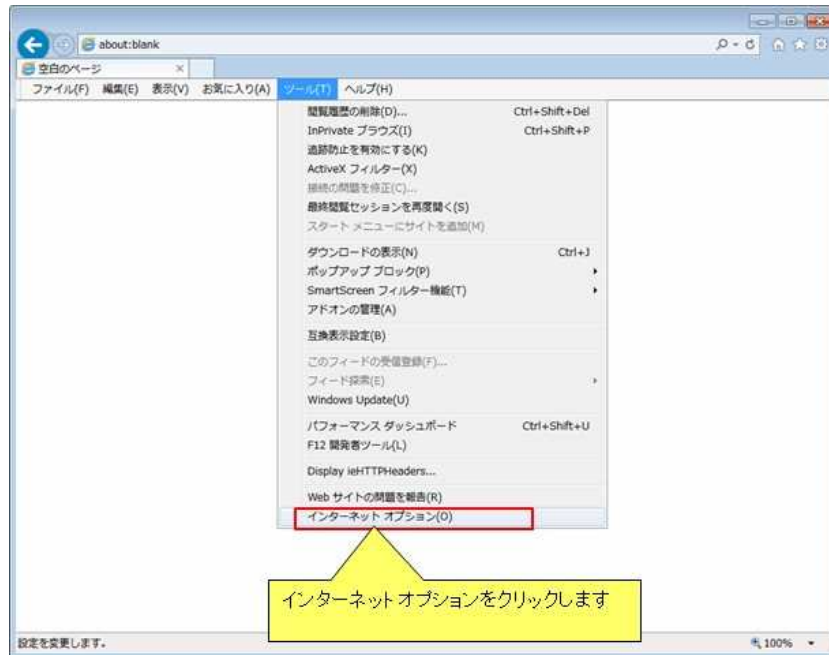 about:blank
空白のページ ×
ファイル(F) 編集(E) 表示(V) お気に入り(A) ツール(T) ヘルプ(H)
閲覧履歴の削除(D)... Ctrl+Shift+Del
InPrivate ブラウズ(I) Ctrl+Shift+P
追跡防止を有効にする(K)
ActiveX フィルター(X)
接続の問題を修正(C)...
最終閲覧セッションを再度開く(S)
スタート メニューにサイトを追加(M)
ダウンロードの表示(N) Ctrl+J
ポップアップ ブロック(P)
SmartScreen フィルター機能(T)
アドオンの管理(A)
互換表示設定(B)
このフィードの受信登録(F)...
フィード探索(E)
Windows Update(U)
パフォーマンス ダッシュボード Ctrl+Shift+U
F12 開発者ツール(L)
Display ieHTTPHeaders...
Web サイトの問題を報告(R)
インターネット オプション(O)
インターネットオプションをクリックします
設定を変更します。 100%